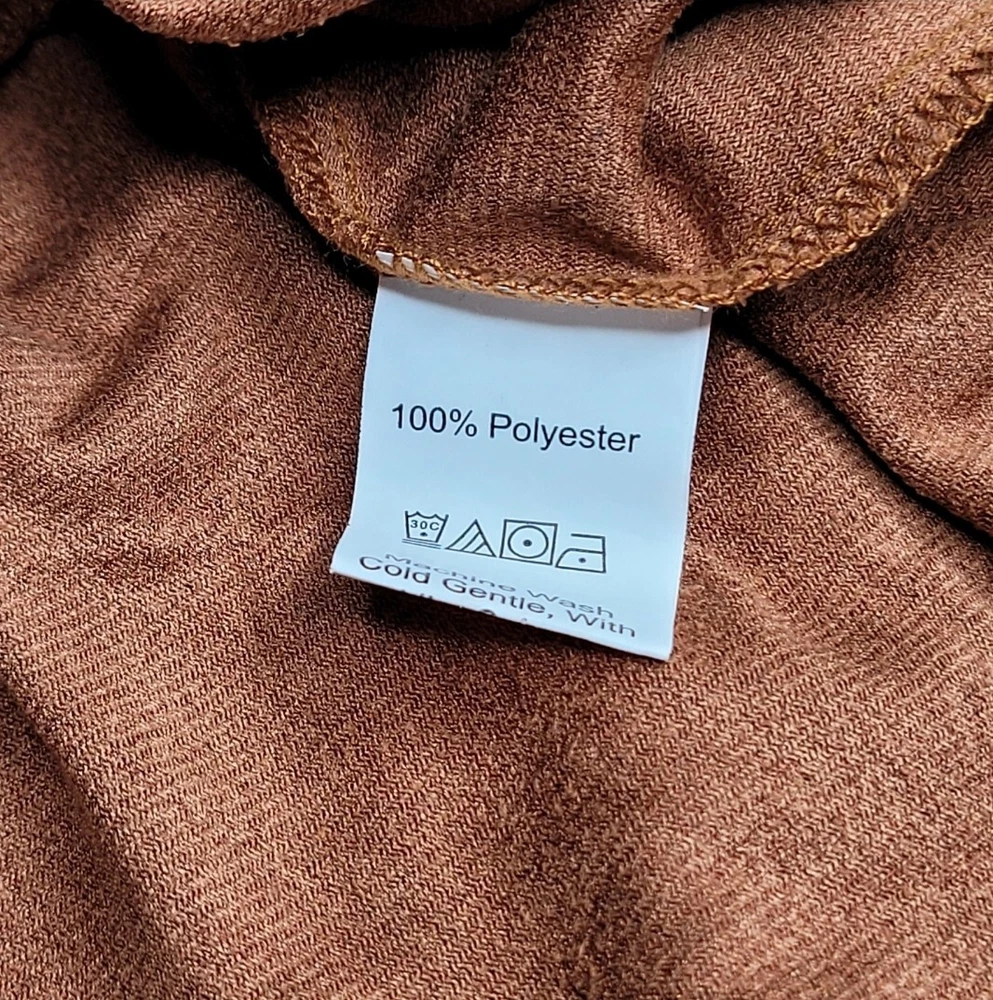 100% Polyester
30C
Machine Wash
Cold Gentle, With